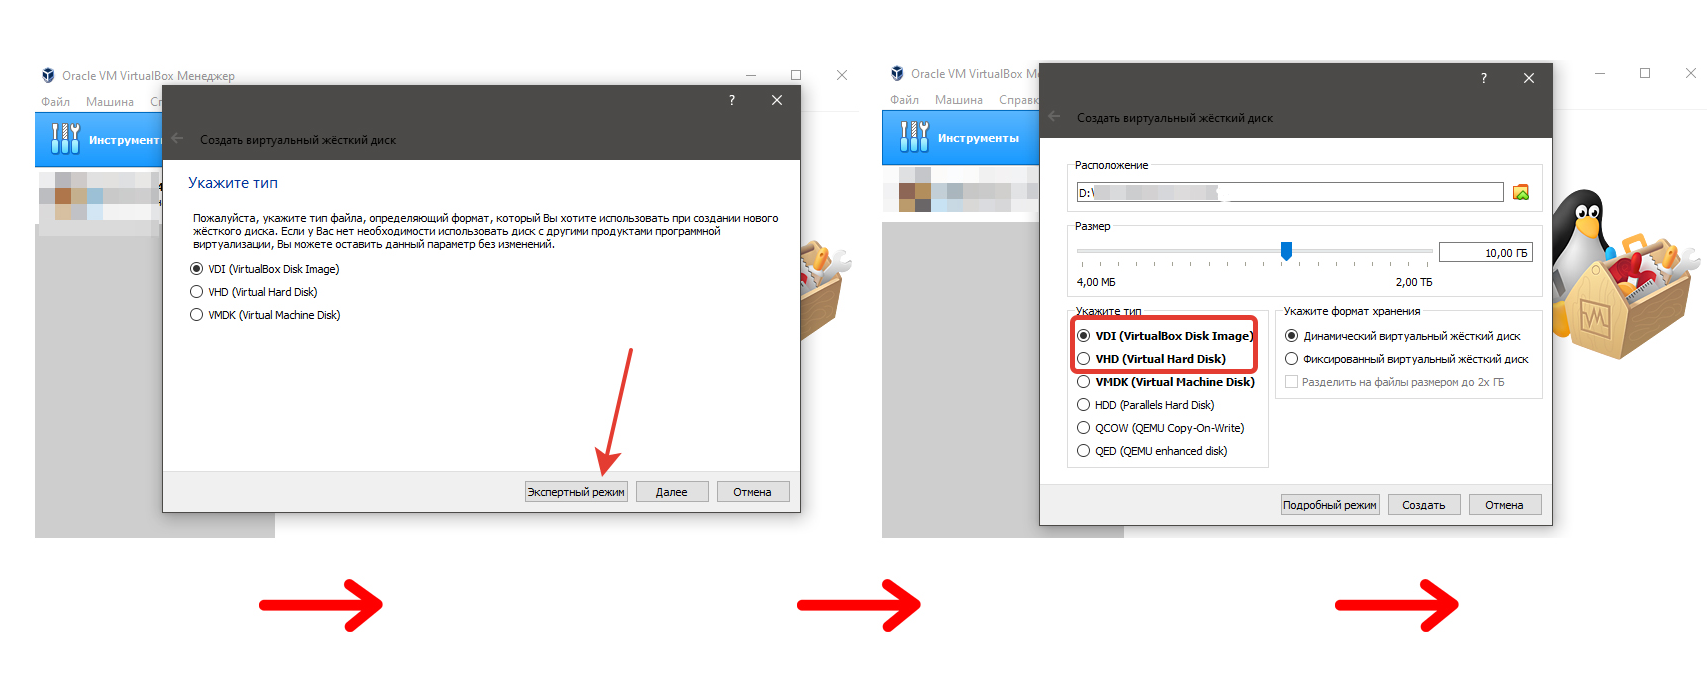 Oracle VM VirtualBox Менеджер
Файл Машина
?
Создать виртуальный жёсткий диск
Инструменты
Укажите тип
Пожалуйста, укажите тип файла, определяющий формат, который Вы хотите использовать при создании нового
жёсткого диска. Если у Вас нет необходимости использовать диск с другими продуктами программной
виртуализации, Вы можете оставить данный параметр без изменений.
VDI (VirtualBox Disk Image)
VHD (Virtual Hard Disk)
VMDK (Virtual Machine Disk)
Экспертный режим Далее Отмена
Oracle VM VirtualBox
Файл Машина Справк
?
Создать виртуальный жёсткий диск
Инструменты
Расположение
D:\
Размер
10,00 ГБ
4,00 МБ 2,00 ТБ
Укажите тип
VDI (VirtualBox Disk Image)
VHD (Virtual Hard Disk)
VMDK (Virtual Machine Disk)
HDD (Parallels Hard Disk)
QCOW (QEMU Copy-On-Write)
QED (QEMU enhanced disk)
Укажите формат хранения
Динамический виртуальный жёсткий диск
Фиксированный виртуальный жёсткий диск
Разделить на файлы размером до 2х ГБ
Подробный режим Создать Отмена